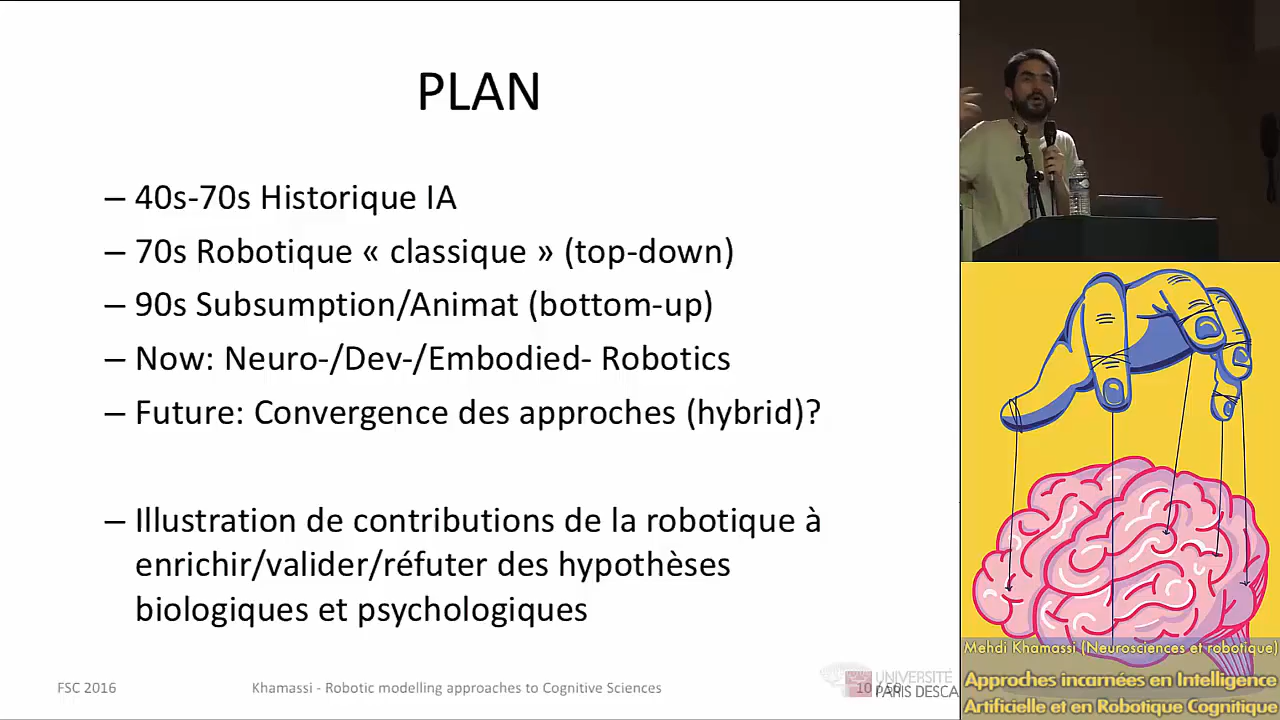 PLAN
– 40s-70s Historique IA
– 70s Robotique « classique » (top-down)
– 90s Subsumption/Animat (bottom-up)
– Now: Neuro-/Dev-/Embodied- Robotics
– Future: Convergence des approches (hybrid)?
– Illustration de contributions de la robotique à
enrichir/valider/réfuter des hypothèses
biologiques et psychologiques
FSC 2016
Khamassi - Robotic modelling approaches to Cognitive Sciences
UNIVERSITÉ
PARIS DESCA
Mehdi Khamassi (Neurosciences et robotique)
Approches incarnées en Intelligence
Artificielle et en Robotique Cognitique